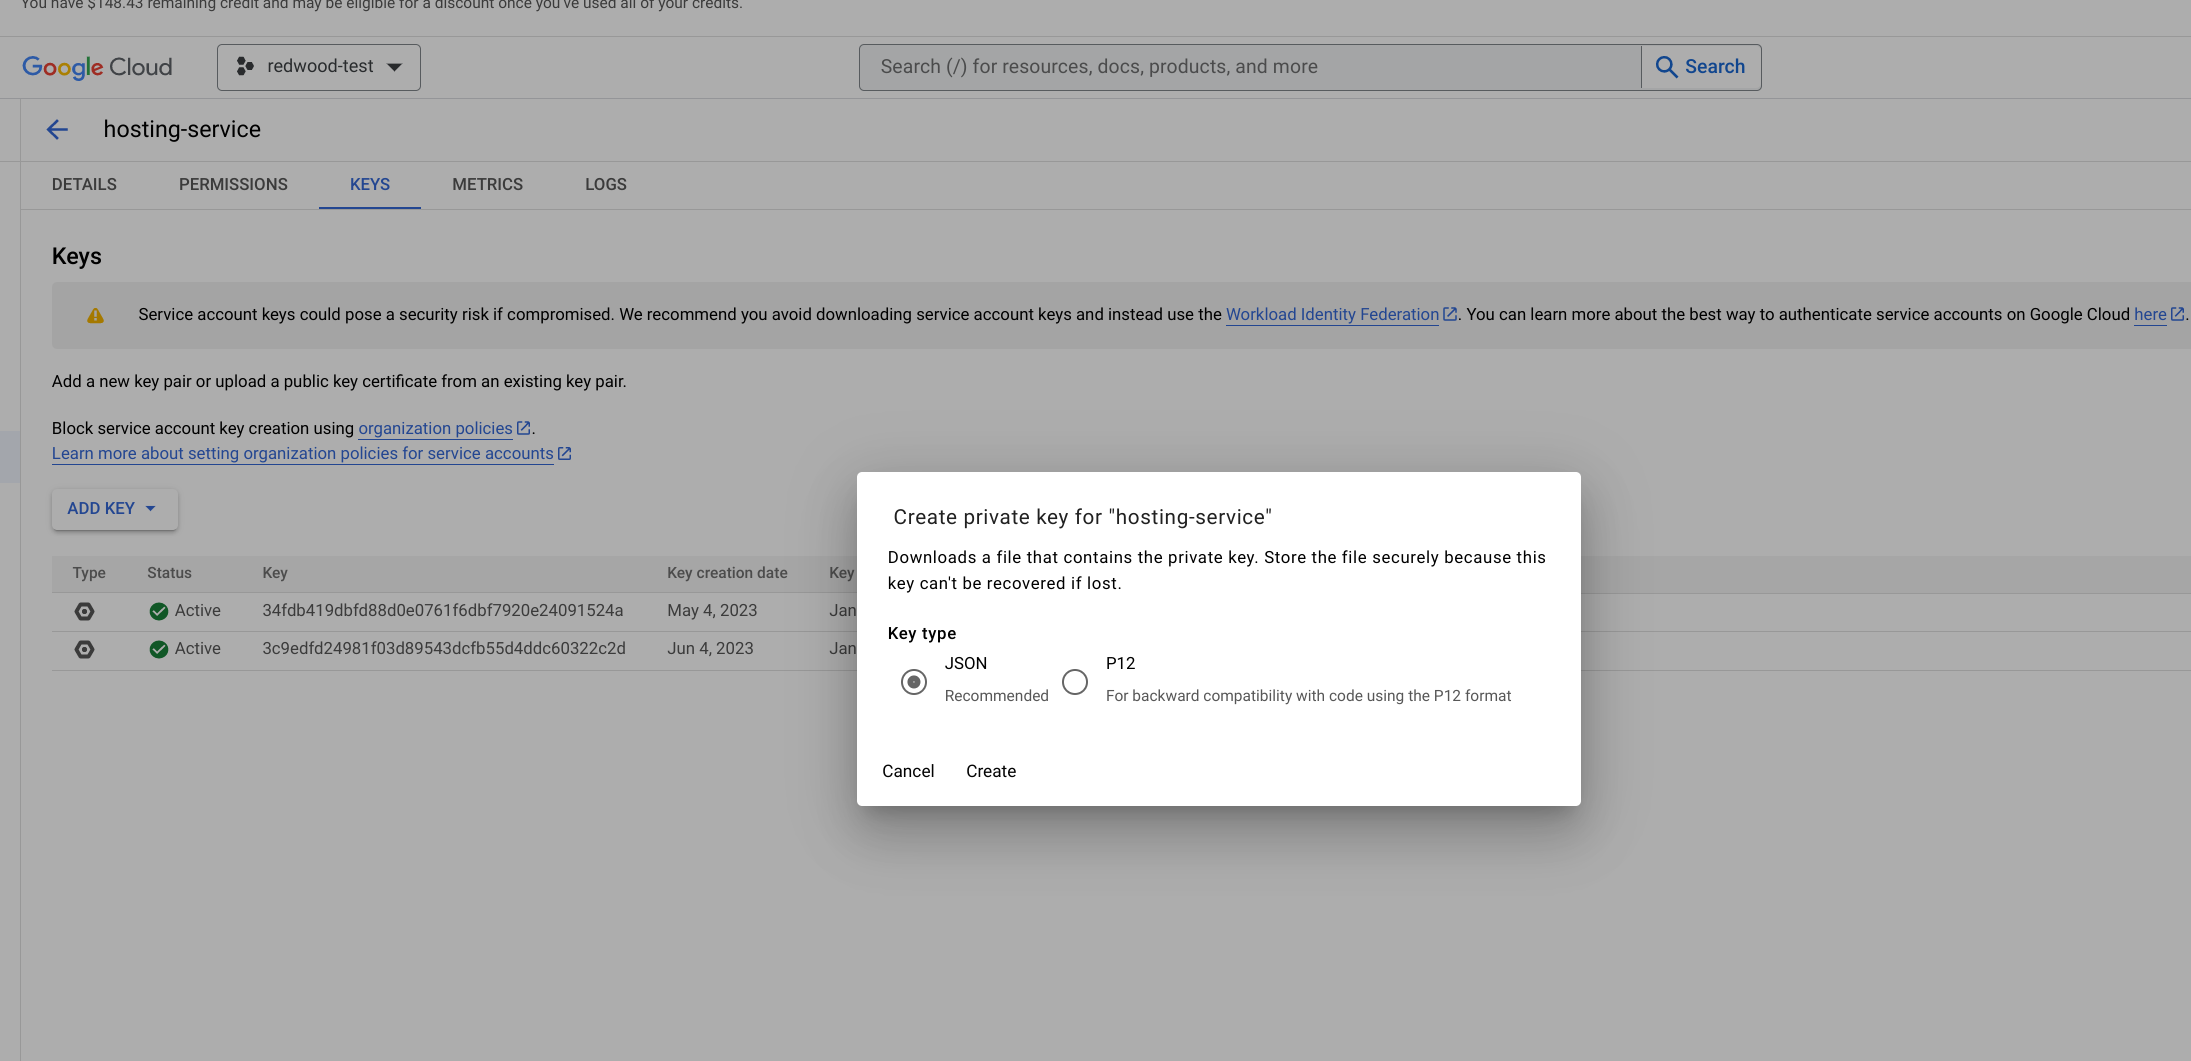 You have $148.43 remaining credit and may be eligible for a discount once you've used all of your credits.
Google Cloud
redwood-test
Search (/) for resources, docs, products, and more
Search
hosting-service
DETAILS
PERMISSIONS
KEYS
METRICS
LOGS
Keys
Service account keys could pose a security risk if compromised. We recommend you avoid downloading service account keys and instead use the Workload Identity Federation. You can learn more about the best way to authenticate service accounts on Google Cloud here.
Add a new key pair or upload a public key certificate from an existing key pair.
Block service account key creation using organization policies.
Learn more about setting organization policies for service accounts
ADD KEY
Type Status Key Key creation date Key
Active 34fdb419dbfd88d0e0761f6dbf7920e24091524a May 4, 2023 Jan
Active 3c9edfd24981f03d89543dcfb55d4ddc60322c2d Jun 4, 2023 Jan
Create private key for "hosting-service"
Downloads a file that contains the private key. Store the file securely because this
key can't be recovered if lost.
Key type
JSON
Recommended
P12
For backward compatibility with code using the P12 format
Cancel
Create